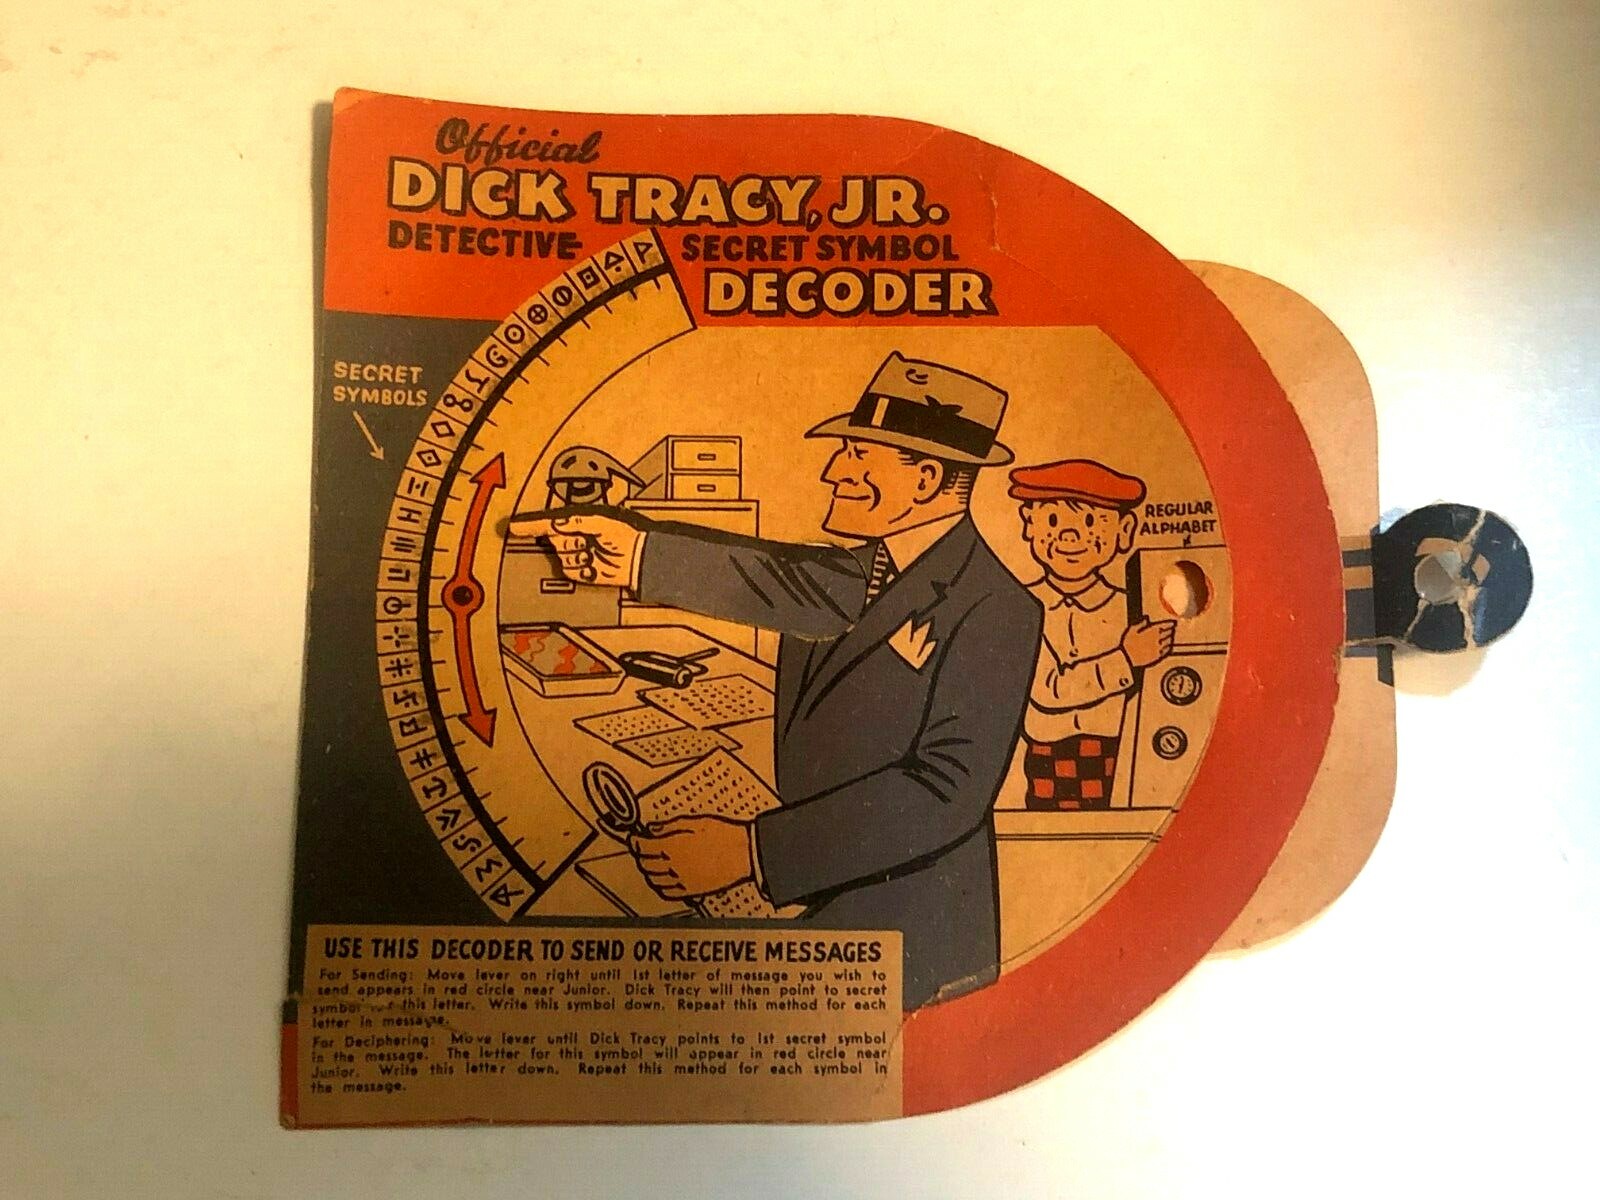 Official
DICK TRACY, JR.
DETECTIVE SECRET SYMBOL
DECODER
SECRET
SYMBOLS
REGULAR
ALPHABET
USE THIS DECODER TO SEND OR RECEIVE MESSAGES
For Sending: Move lever on right until 1st letter of message you wish to
send appears in red circle near Junior. Dick Tracy will then point to secret
symbol this letter. Write this symbol down. Repeat this method for each
letter in message.
For Deciphering: Move lever until Dick Tracy points to 1st secret symbol
in the message. The letter for this symbol will appear in red circle near
Junior. Write this letter down. Repeat this method for each symbol in
the message.